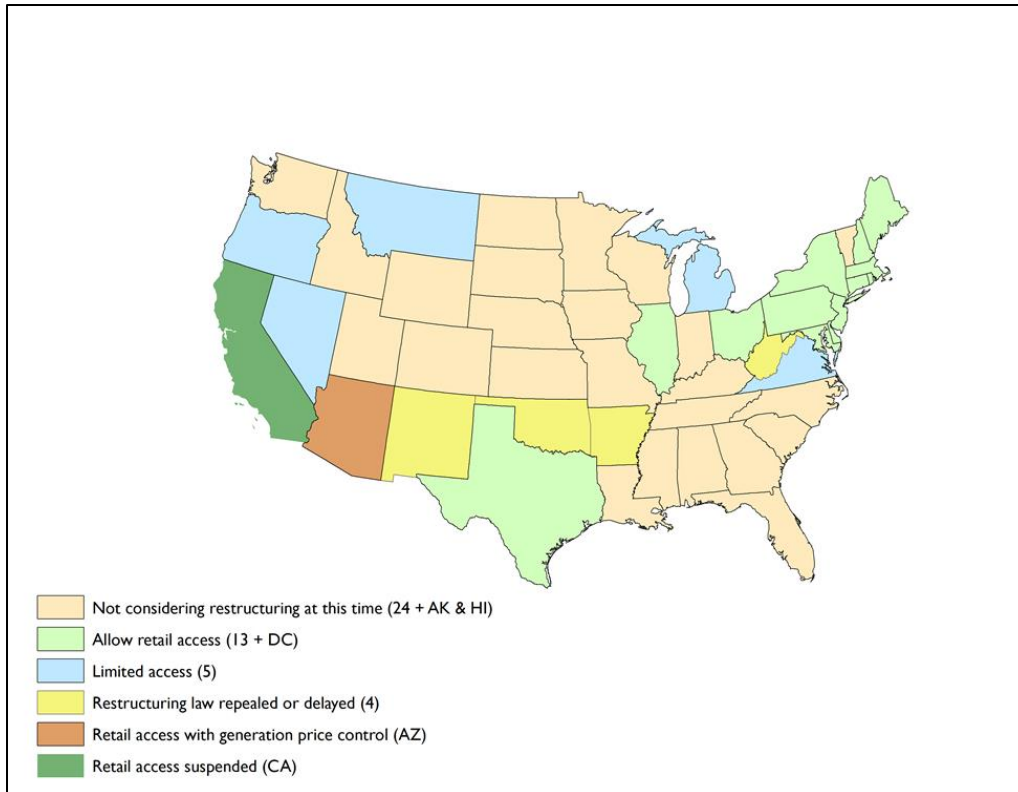 Not considering restructuring at this time (24 + AK & HI)
Allow retail access (13 + DC)
Limited access (5)
Restructuring law repealed or delayed (4)
Retail access with generation price control (AZ)
Retail access suspended (CA)